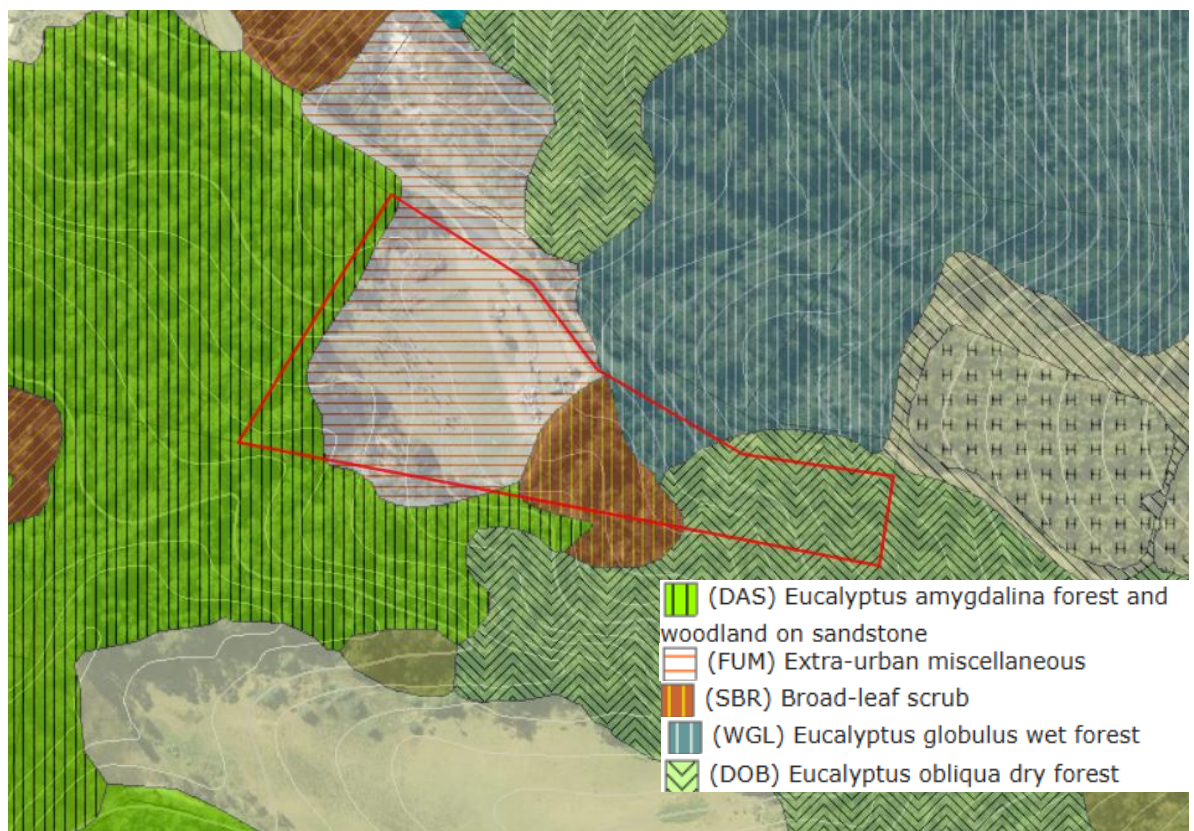 (DAS) Eucalyptus amygdalina forest and
woodland on sandstone
(FUM) Extra-urban miscellaneous
(SBR) Broad-leaf scrub
(WGL) Eucalyptus globulus wet forest
(DOB) Eucalyptus obliqua dry forest